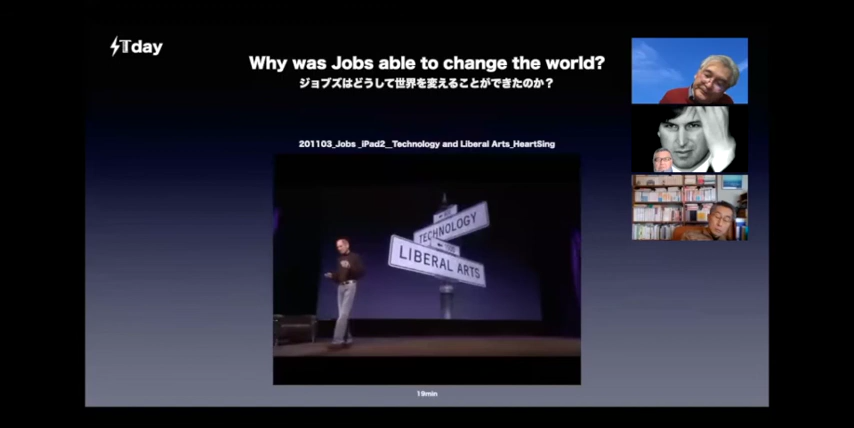 Tday
Why was Jobs able to change the world?
ジョブズはどうして世界を変えることができたのか？
201103_Jobs _iPad2__Technology and Liberal Arts_HeartSing
TECHNOLOGY
LIBERAL ARTS
19min